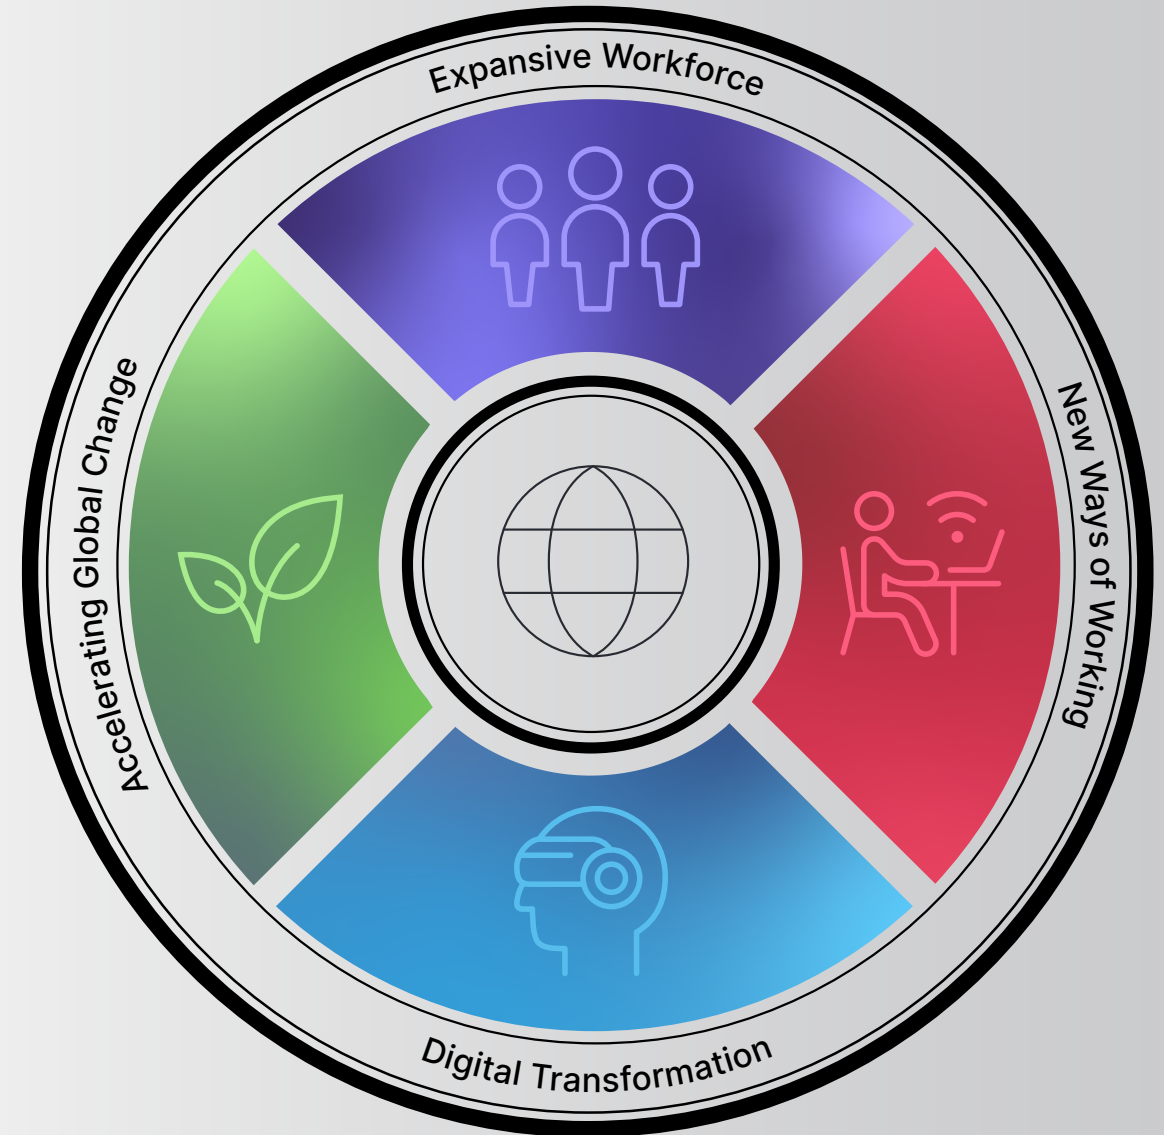 Expansive Workforce
New Ways of Working
Digital Transformation
Accelerating Global Change